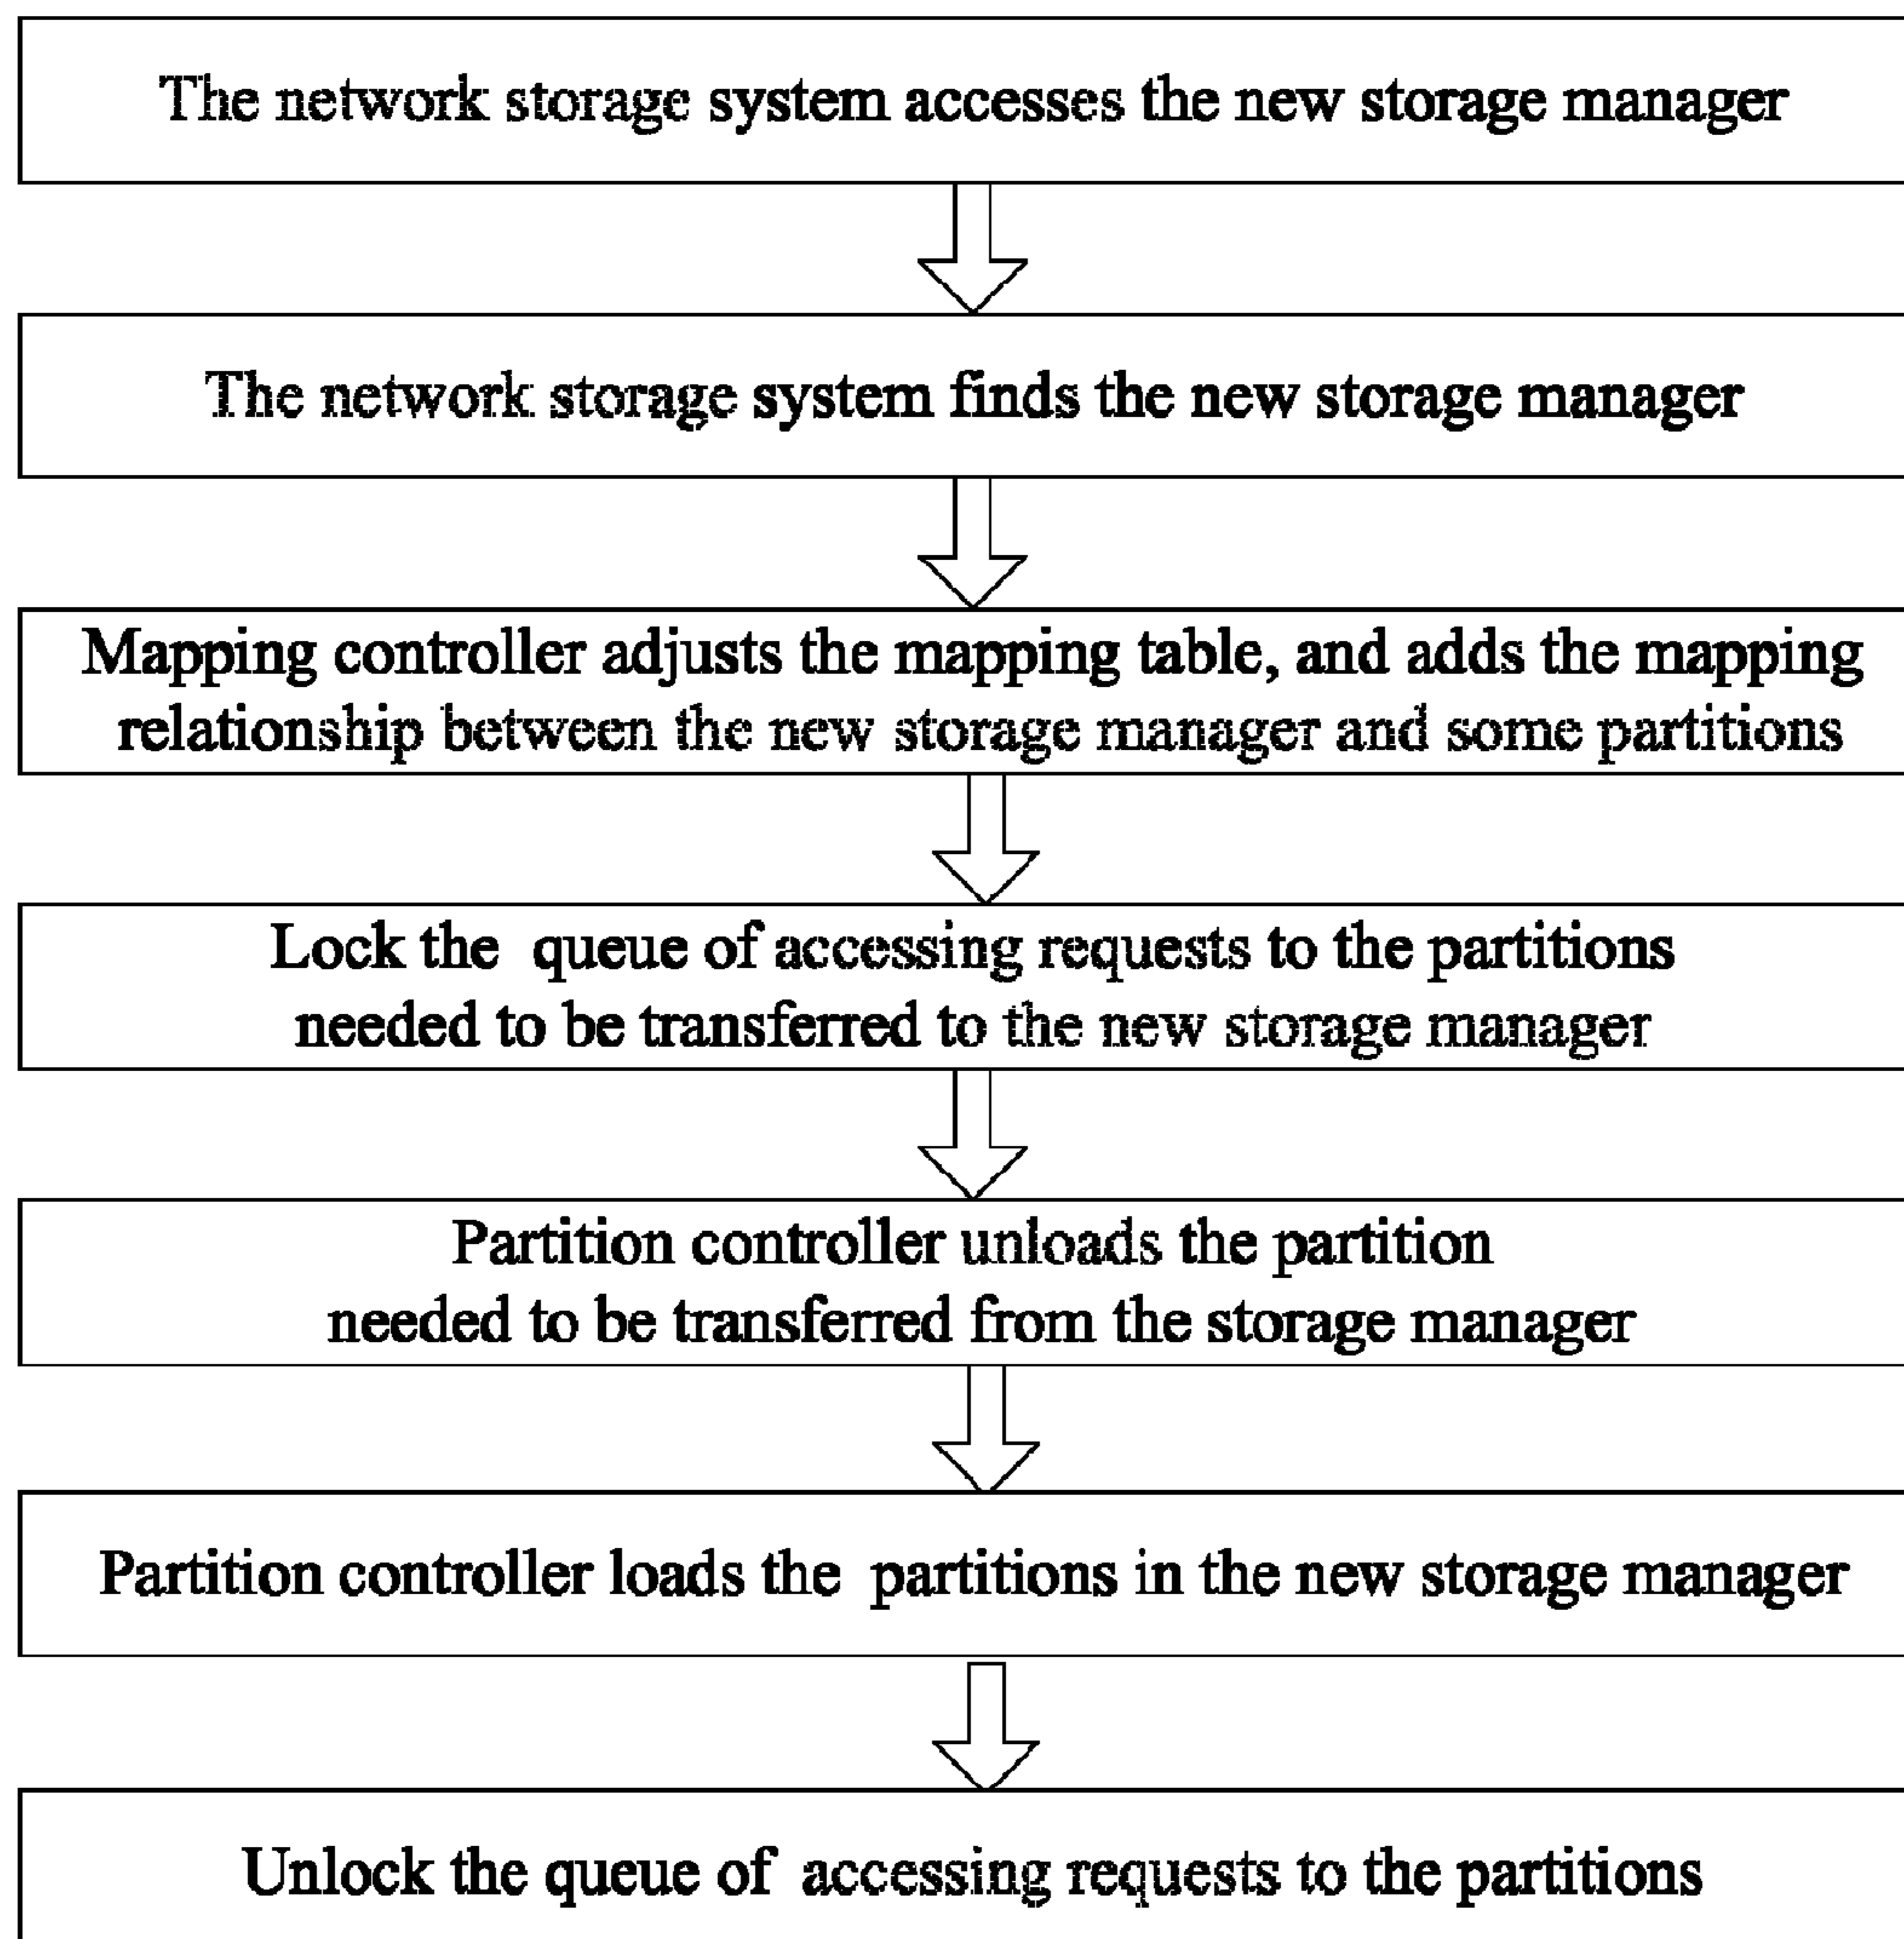 The network storage system accesses the new storage manager
The network storage system finds the new storage manager
Mapping controller adjusts the mapping table, and adds the mapping
relationship between the new storage manager and some partitions
Lock the queue of accessing requests to the partitions
needed to be transferred to the new storage manager
Partition controller unloads the partition
needed to be transferred from the storage manager
Partition controller loads the partitions in the new storage manager
Unlock the queue of accessing requests to the partitions